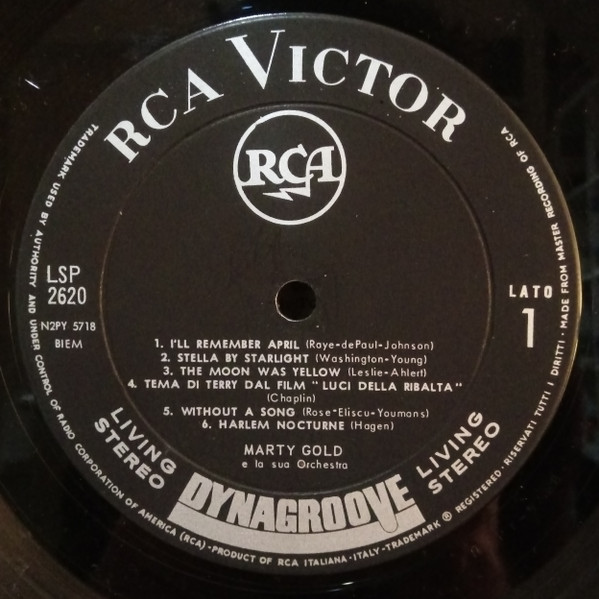 RCA VICTOR
RCA
LSP
2620
N2PY 5718
BIEM
LATO
1
1. I'LL REMEMBER APRIL (Raye-dePaul-Johnson)
2. STELLA BY STARLIGHT (Washington-Young)
3. THE MOON WAS YELLOW (Leslie-Ahlert)
4. TEMA DI TERRY DAL FILM "LUCI DELLA RIBALTA"
(Chaplin)
5. WITHOUT A SONG (Rose-Eliscu-Youmans)
6. HARLEM NOCTURNE (Hagen)
MARTY GOLD
e la sua Orchestra
LIVING
STEREO
DYNAGROOVE
LIVING
STEREO
TRADEMARK USED BY AUTHORITY AND UNDER CONTROL OF RADIO CORPORATION OF AMERICA (RCA) · PRODUCT OF RCA ITALIANA · ITALY - TRADEMARK ® REGISTERED · RISERVATI TUTTI I DIRITTI · MADE FROM MASTER RECORDING OF RCA